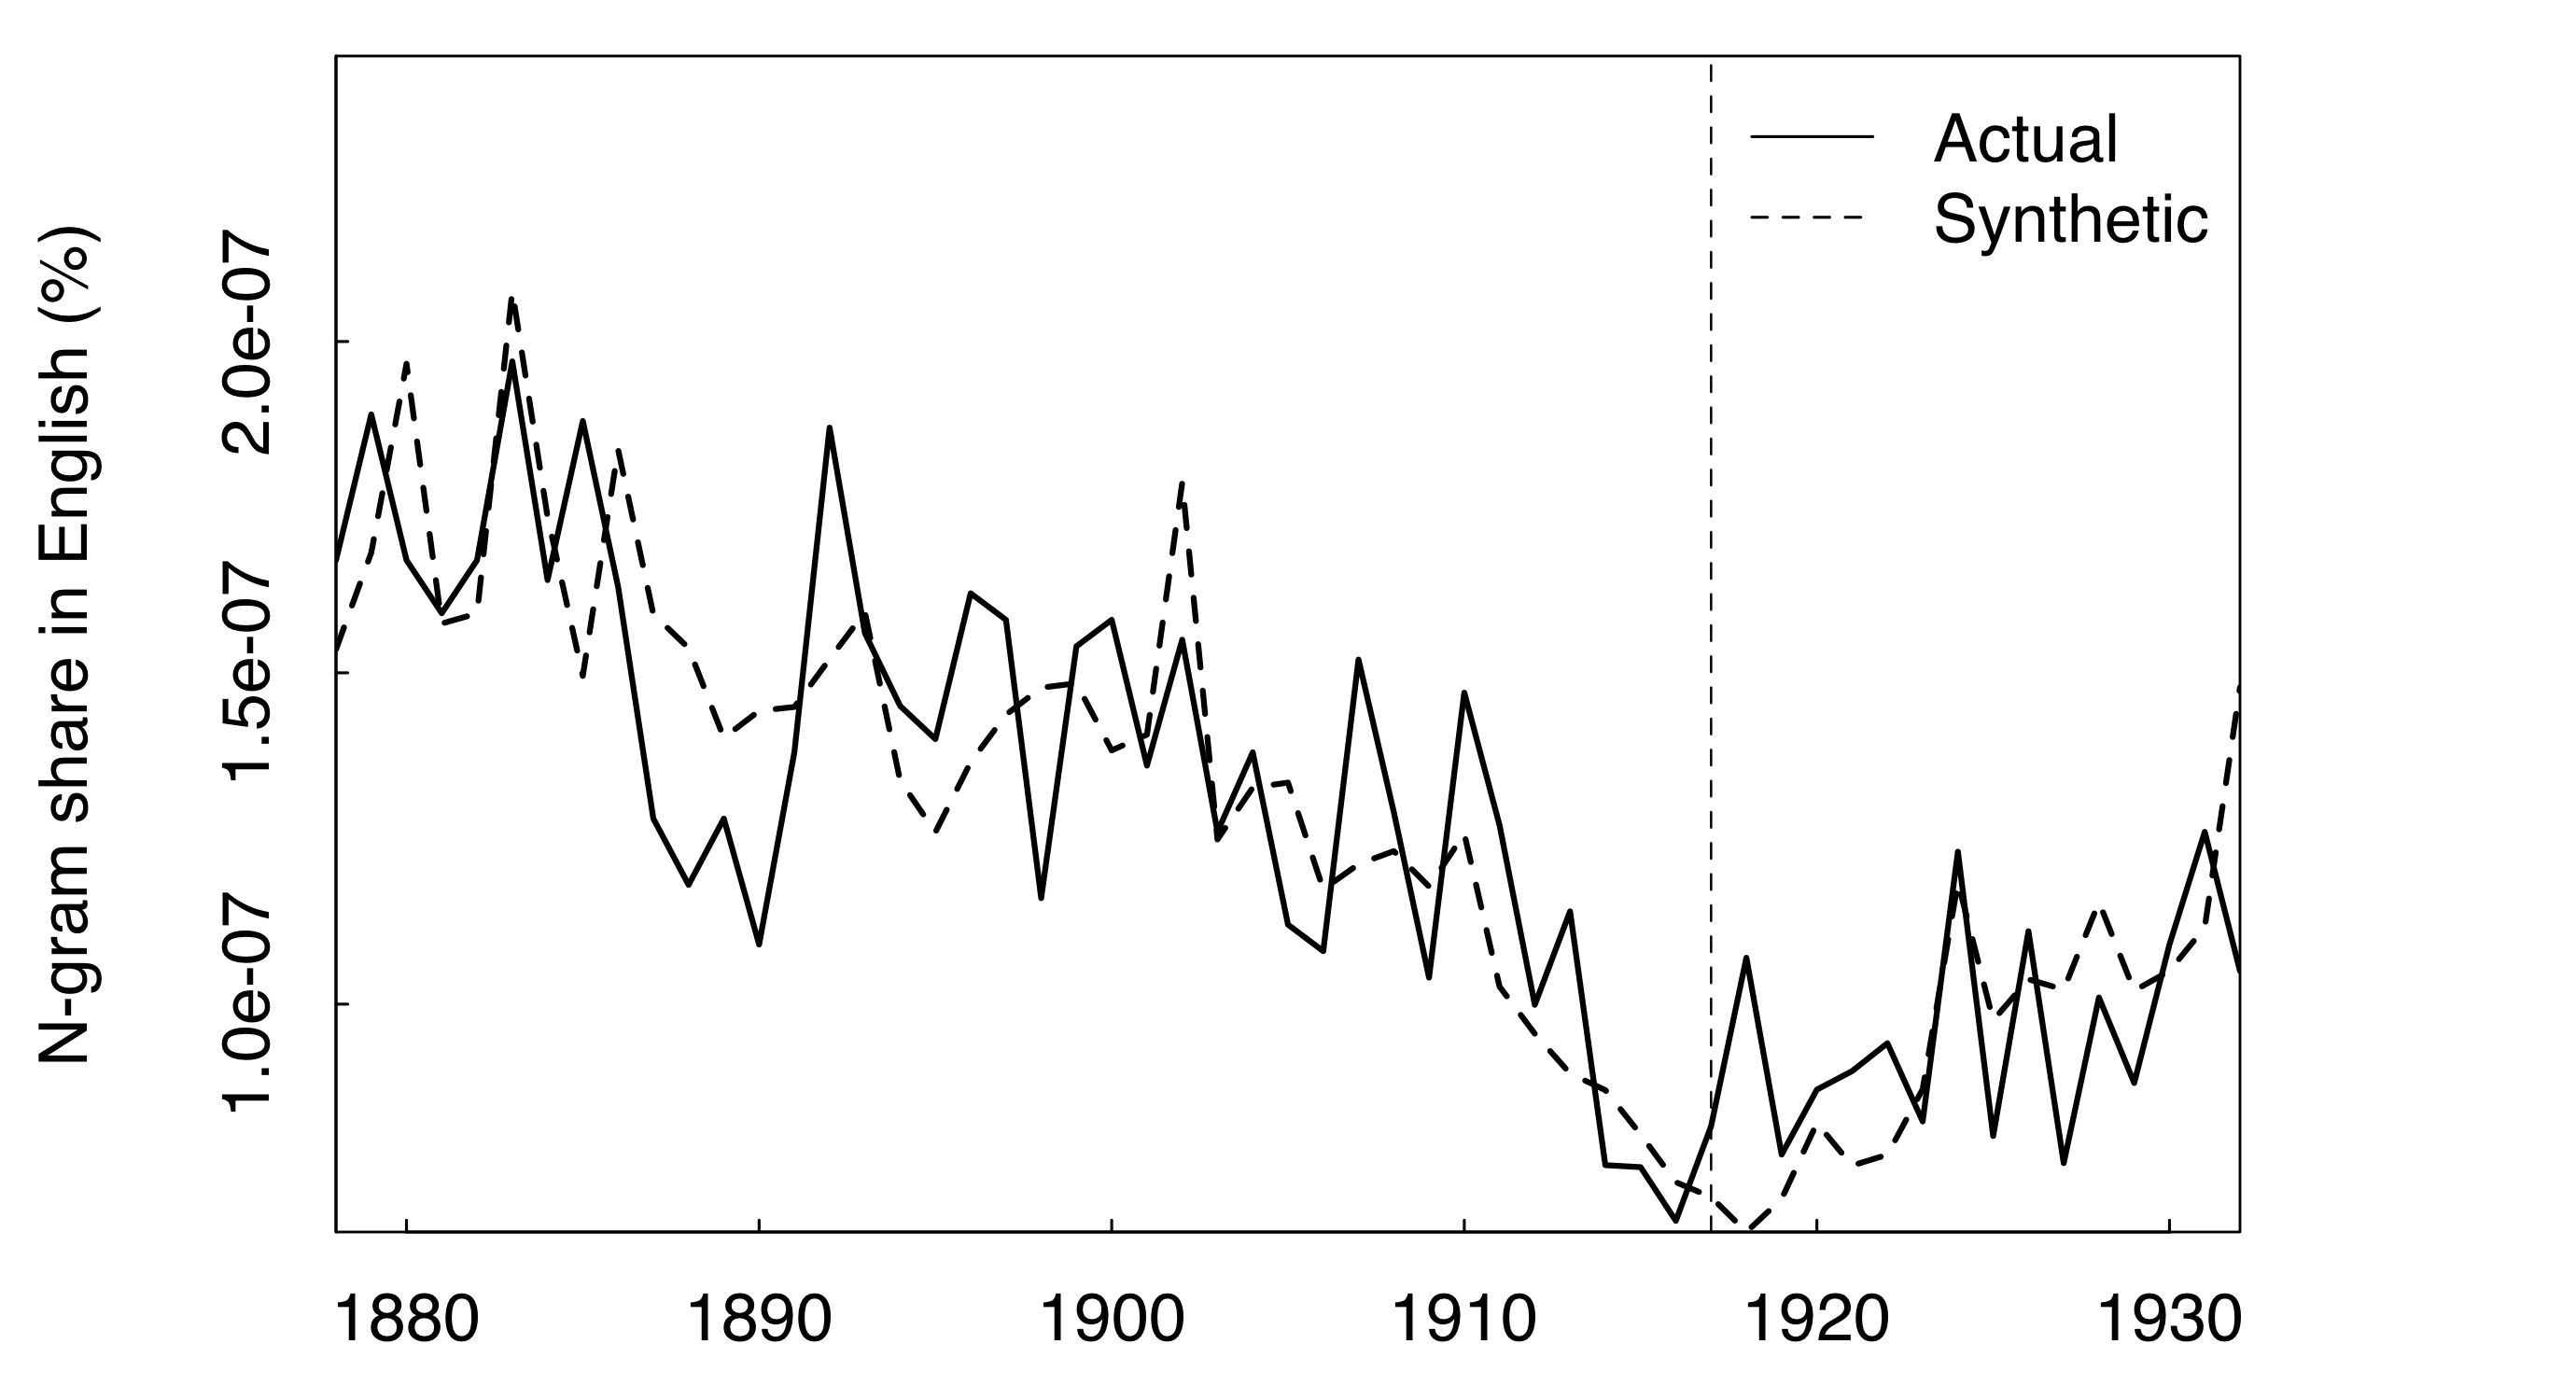 N-gram share in English (%)
2.0e-07
1.5e-07
1.0e-07
Actual
Synthetic
1880 1890 1900 1910 1920 1930